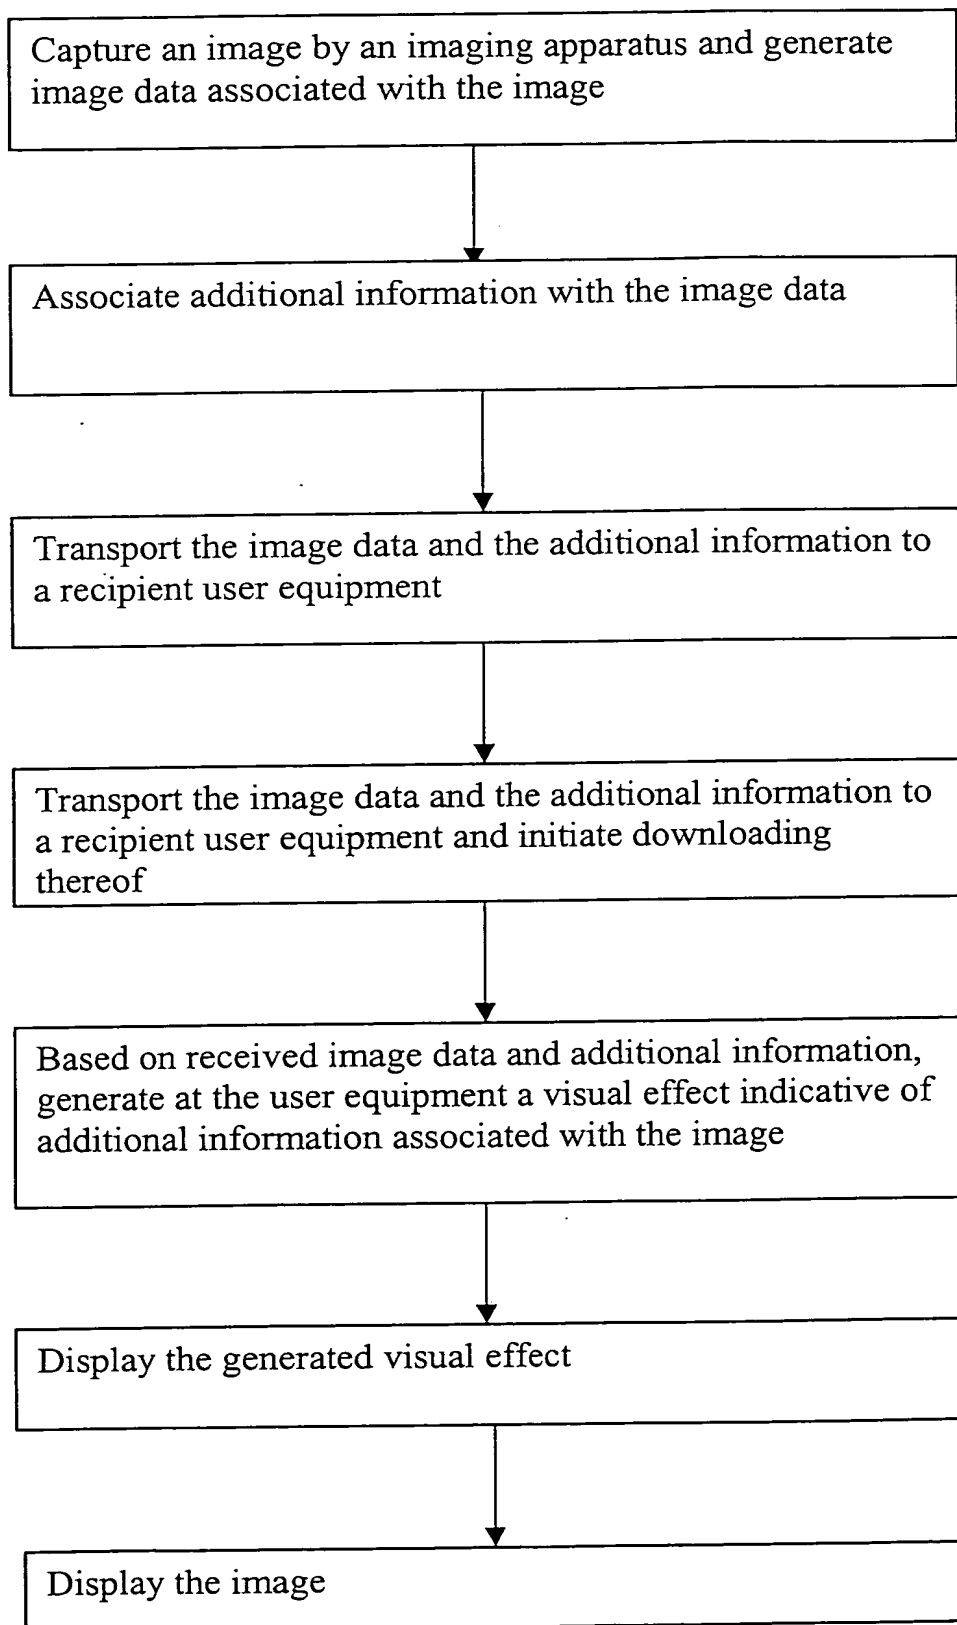 Capture an image by an imaging apparatus and generate
image data associated with the image
Associate additional information with the image data
Transport the image data and the additional information to
a recipient user equipment
Transport the image data and the additional information to
a recipient user equipment and initiate downloading
thereof
Based on received image data and additional information,
generate at the user equipment a visual effect indicative of
additional information associated with the image
Display the generated visual effect
Display the image